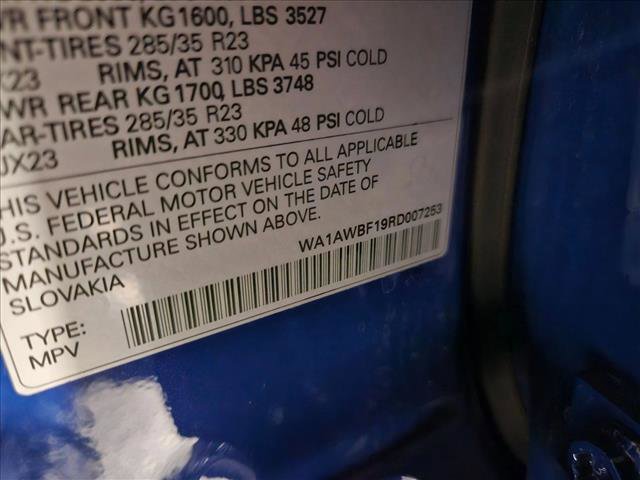 WR FRONT KG1600, LBS 3527
NT-TIRES 285/35 R23
X23 RIMS, AT 310 KPA 45 PSI COLD
WR REAR KG1700, LBS 3748
AR-TIRES 285/35 R23
JX23 RIMS, AT 330 KPA 48 PSI COLD
THIS VEHICLE CONFORMS TO ALL APPLICABLE
U.S. FEDERAL MOTOR VEHICLE SAFETY
STANDARDS IN EFFECT ON THE DATE OF
MANUFACTURE SHOWN ABOVE.
SLOVAKIA
WA1AWBF19RD007253
TYPE:
MPV